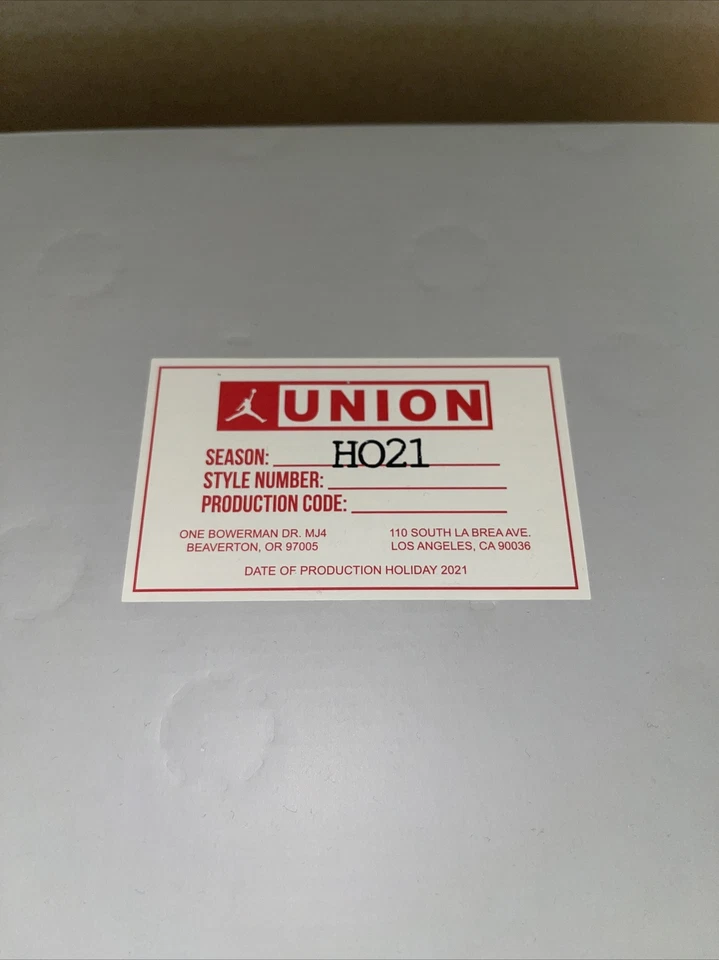 UNION
SEASON: HO21
STYLE NUMBER:
PRODUCTION CODE:
ONE BOWERMAN DR. MJ4
BEAVERTON, OR 97005
110 SOUTH LA BREA AVE.
LOS ANGELES, CA 90036
DATE OF PRODUCTION HOLIDAY 2021